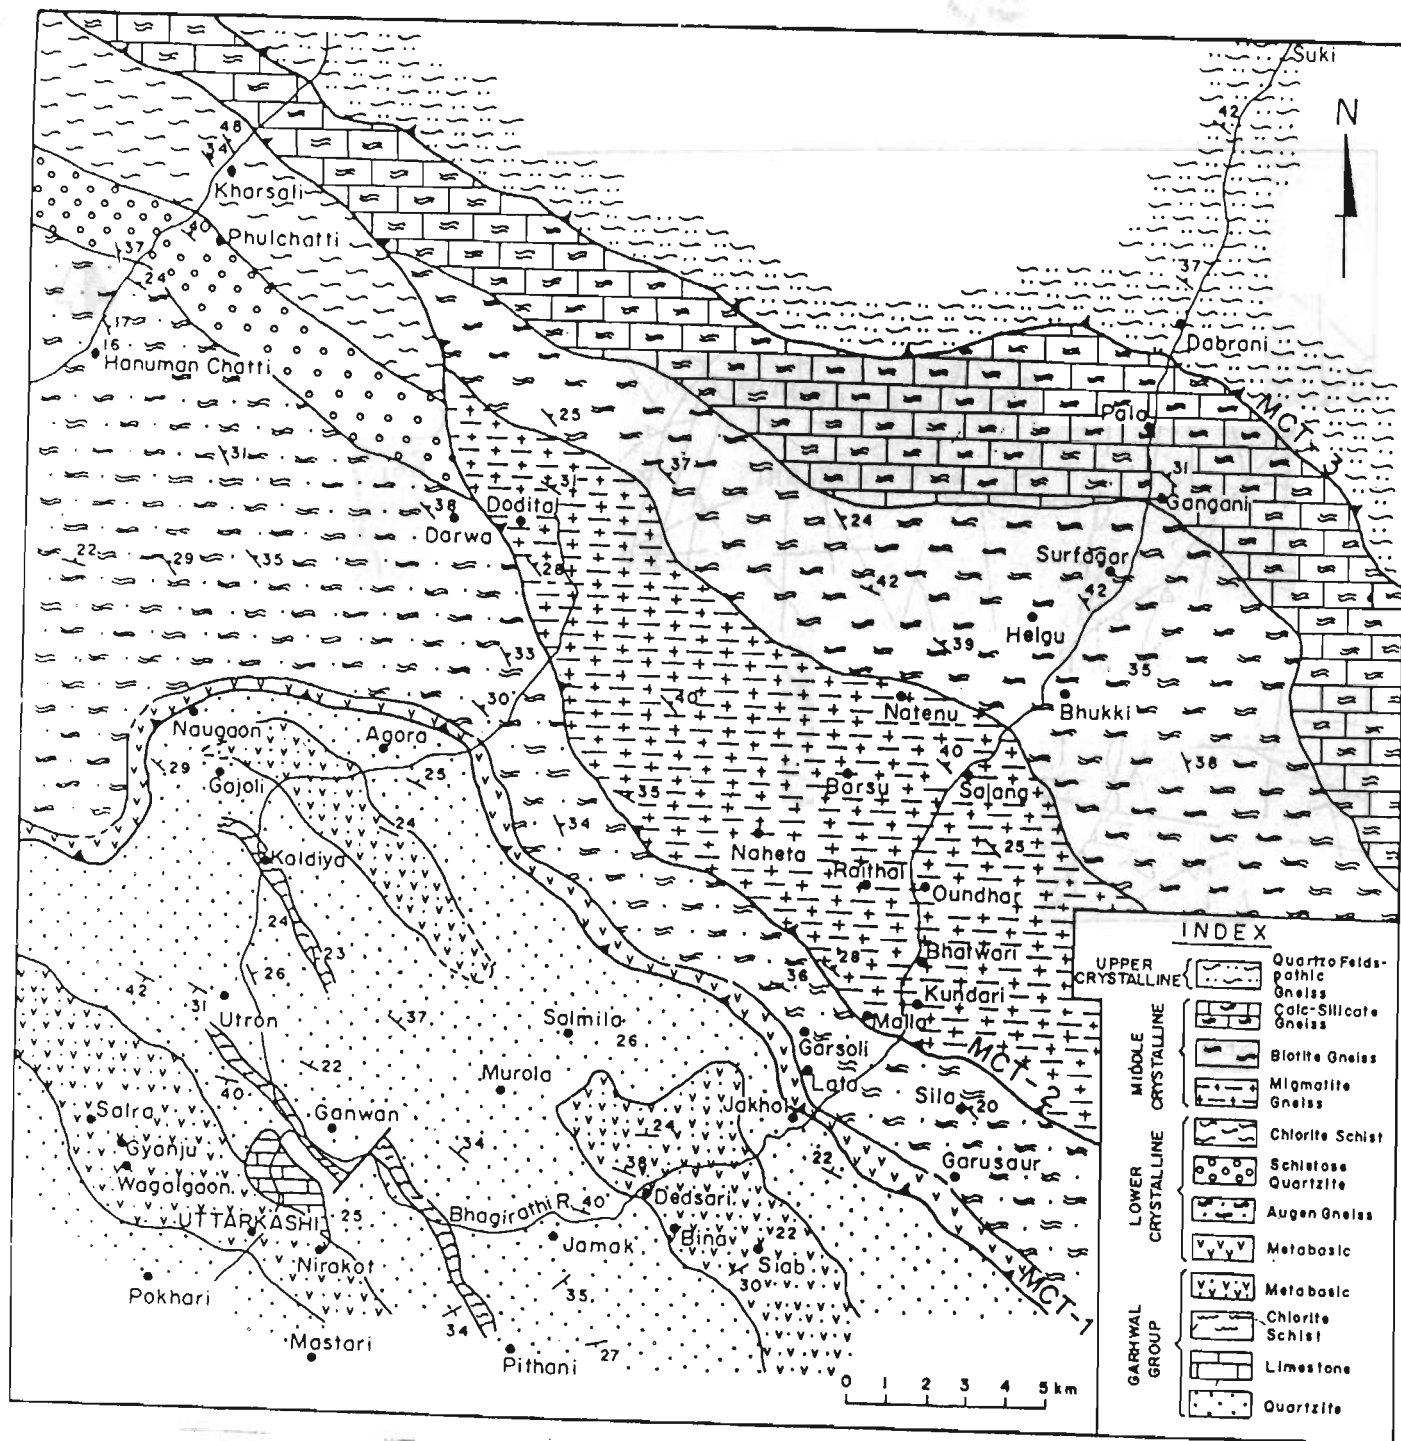 Suki
42
N
48
34
Kharsali
40
Phulchatti
37
24
37
17
16
Hanuman Chatti
Dabrani
MCT-3
25
Pala
31
37
31
Gangani
38
Dodital
24
Darwa
Surfagar
22
29
35
28
42
42
Helgu
33
39
35
30
40
Natenu
Bhukki
Naugaon
Agora
40
29
25
38
Gajoli
Barsu
Salang
35
24
34
Kaldiya
Naheta
25
Raithal
Oundhar
24
23
26
36
28
Bhatwari
42
31
Kundari
Utron
37
Salmila
26
Malla
Garsoli
MCT-2
22
Murola
Lata
40
Sila
20
Salra
Ganwan
Jakhol
24
Gyanju
34
22
Garusaur
Wagalgaon
38
Dedsari
Bhagirathi R.
40
UTTARKASHI
25
Jamak
Bina
22
Nirakot
Siab
30
MCT-1
Pokhari
35
34
Mastari
27
Pithani
0 1 2 3 4 5 km
INDEX
UPPER CRYSTALLINE
Quartzo Felds-
pathic
Gneiss
MIDDLE CRYSTALLINE
Calc-Silicate
Gneiss
Biotite Gneiss
Migmatite
Gneiss
LOWER CRYSTALLINE
Chlorite Schist
Schistose
Quartzite
Augen Gneiss
Metabasic
GARHWAL GROUP
Metabasic
Chlorite
Schist
Limestone
Quartzite